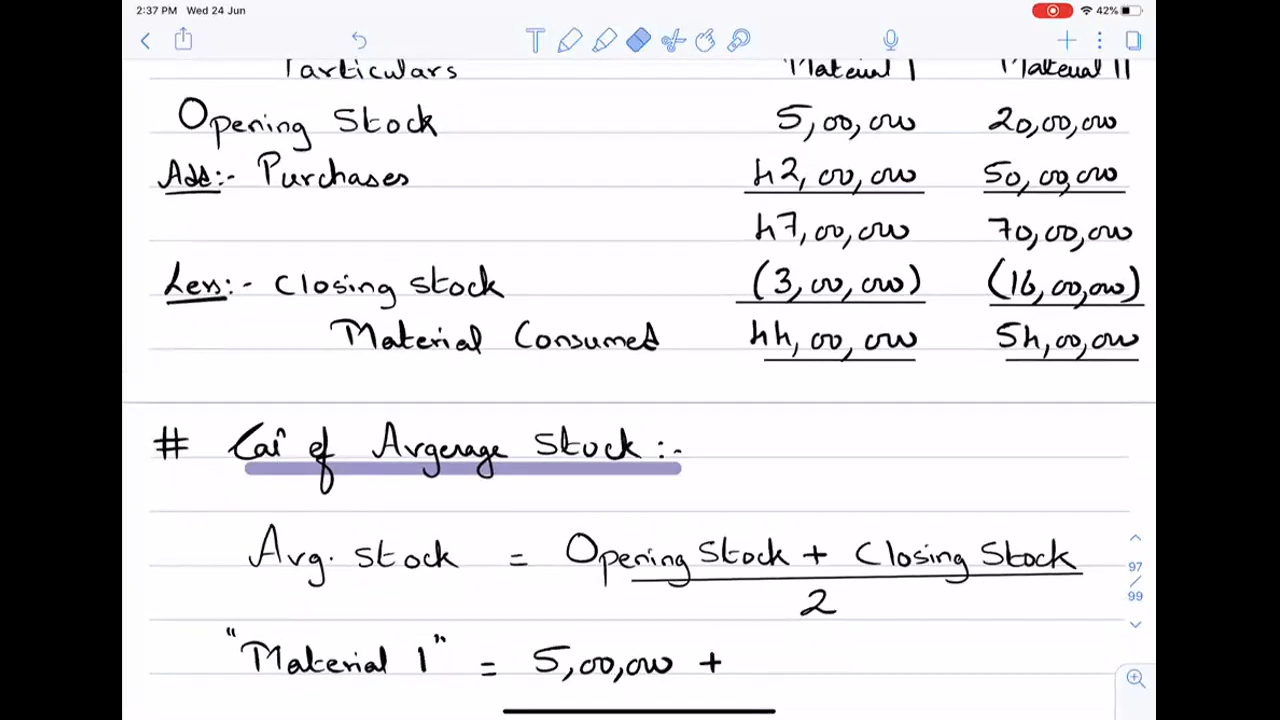 2:37 PM Wed 24 Jun 42%
Particulars Material I Material II
Opening Stock 5,00,000 20,00,000
Add:- Purchases 42,00,000 50,00,000
47,00,000 70,00,000
Less:- Closing stock (3,00,000) (16,00,000)
Material Consumed 44,00,000 54,00,000
# Caln of Argerage Stock:-
Avg. Stock = Opening Stock + Closing Stock
2
97
/
99
"Material 1" = 5,00,000 +